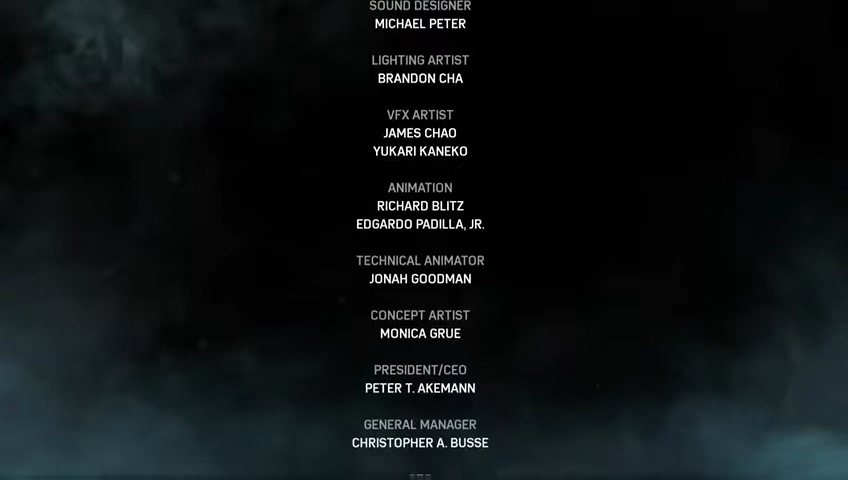 SOUND DESIGNER
MICHAEL PETER
LIGHTING ARTIST
BRANDON CHA
VFX ARTIST
JAMES CHAO
YUKARI KANEKO
ANIMATION
RICHARD BLITZ
EDGARDO PADILLA, JR.
TECHNICAL ANIMATOR
JONAH GOODMAN
CONCEPT ARTIST
MONICA GRUE
PRESIDENT/CEO
PETER T. AKEMANN
GENERAL MANAGER
CHRISTOPHER A. BUSSE